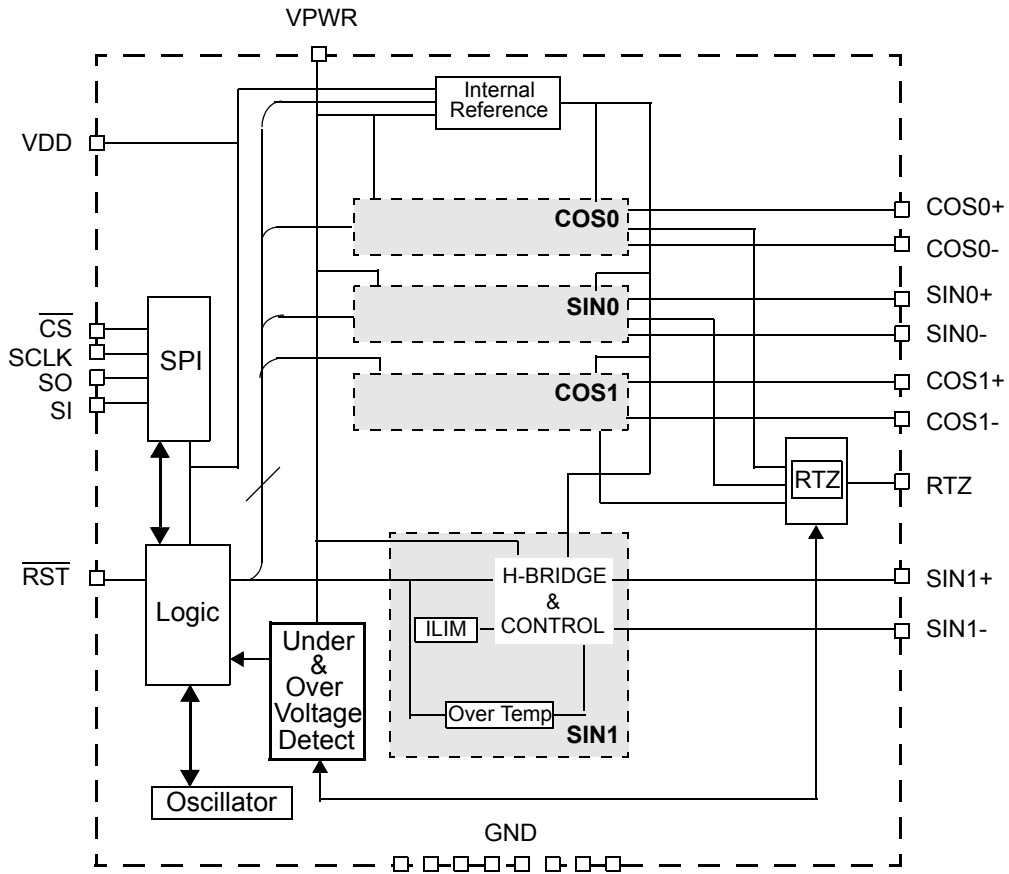 VPWR
Internal
Reference
VDD
COS0
COS0+
COS0-
SIN0
SIN0+
SIN0-
CS
SCLK
SO
SI
SPI
COS1
COS1+
COS1-
RTZ
RTZ
RST
Logic
H-BRIDGE
&
CONTROL
ILIM
SIN1+
SIN1-
Under
&
Over
Voltage
Detect
Over Temp
SIN1
Oscillator
GND